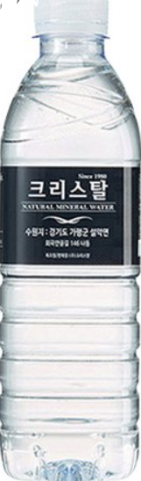 Since 1980
크리스탈
NATURAL MINERAL WATER
수원지 : 경기도 가평군 설악면